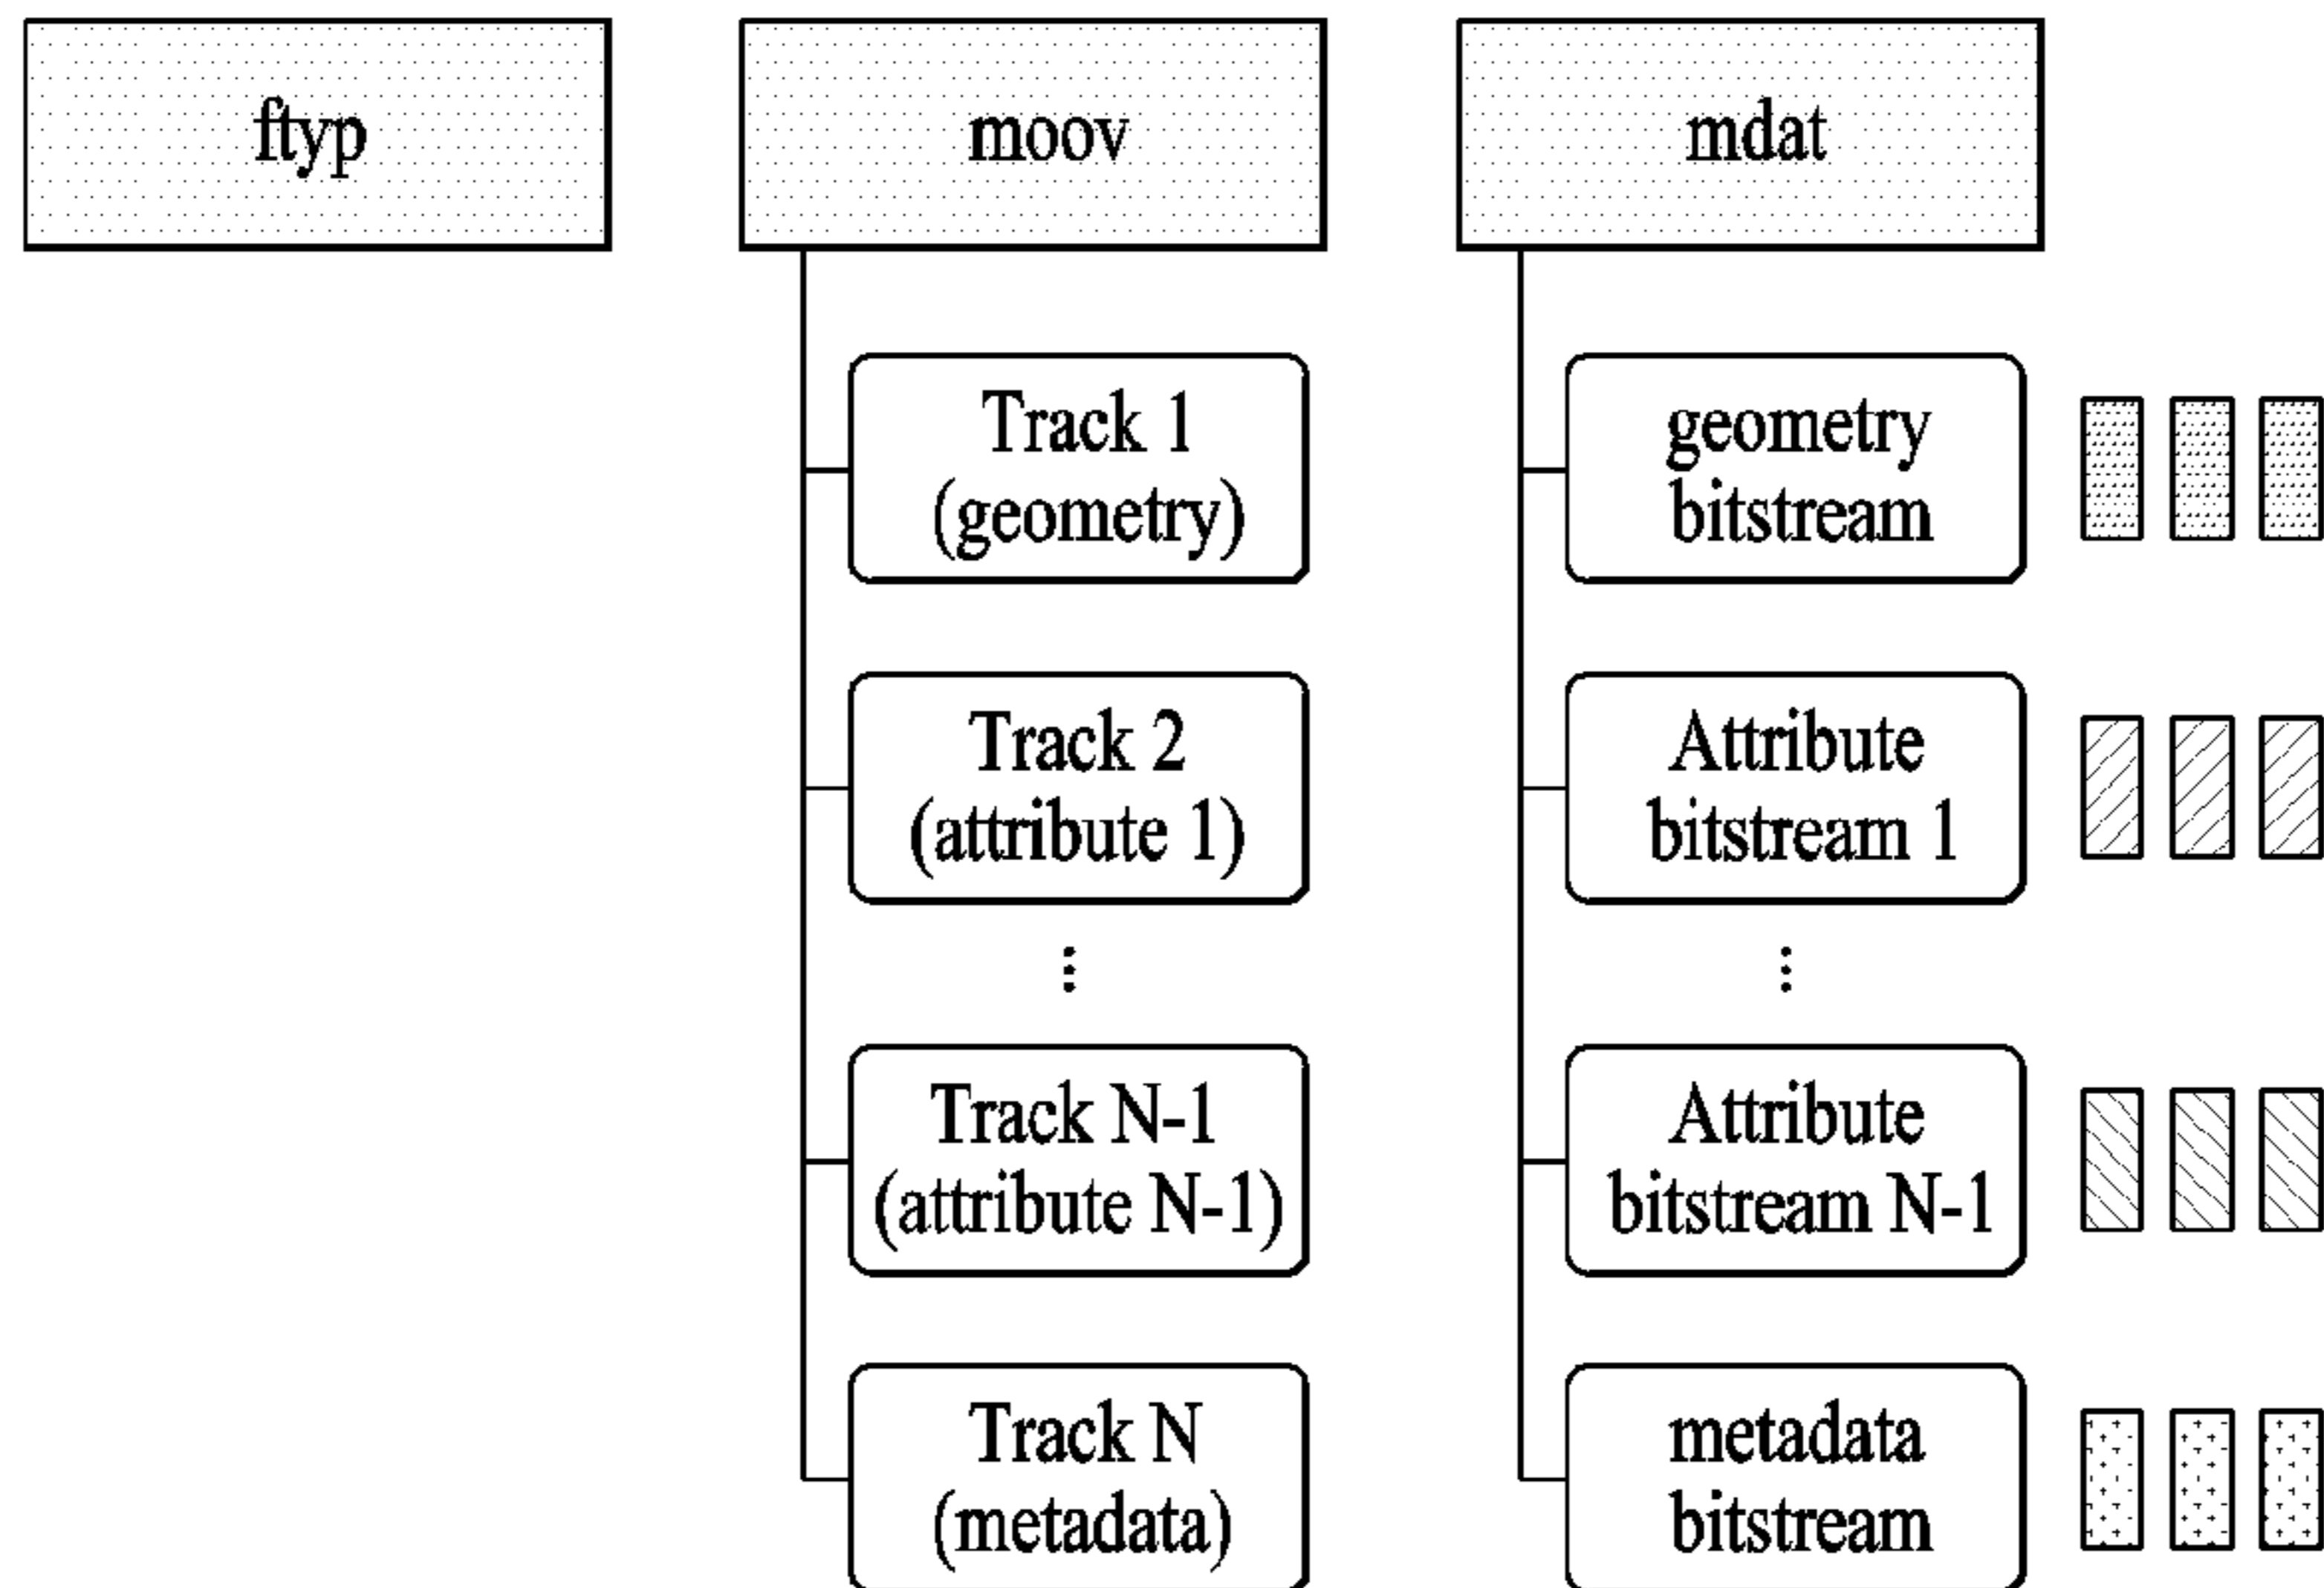 ftyp
moov
mdat
Track 1
(geometry)
geometry
bitstream
Track 2
(attribute 1)
Attribute
bitstream 1
Track N-1
(attribute N-1)
Attribute
bitstream N-1
Track N
(metadata)
metadata
bitstream